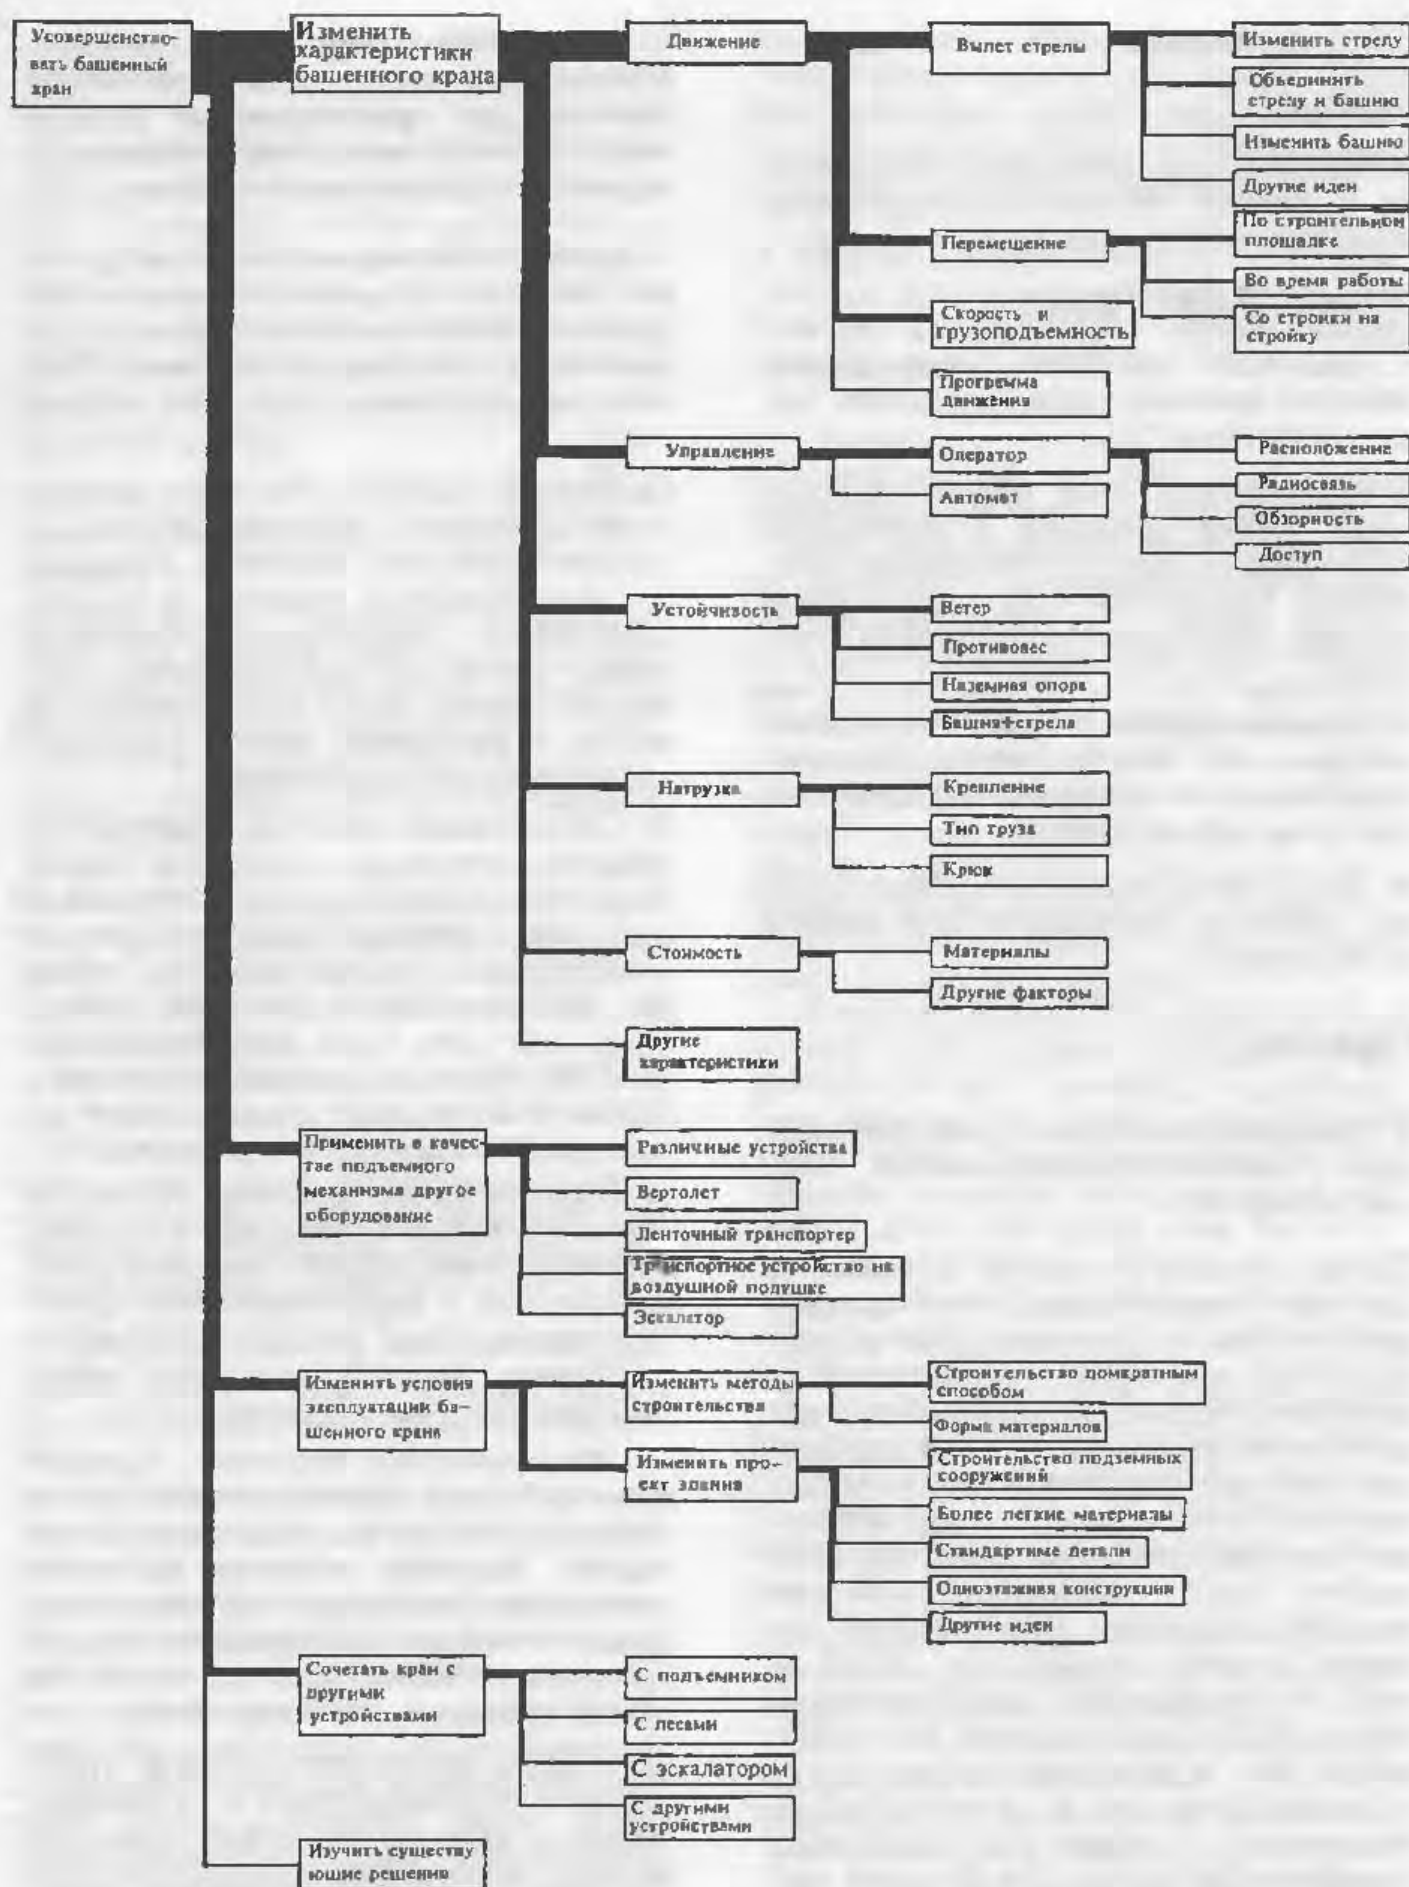 Усовершенство-
вать башенный
кран
Изменить
характеристики
башенного крана
Движение
Вылет стрелы
Изменить стрелу
Объединить
стрелу и башню
Изменить башню
Другие идеи
Перемещение
По строительной
площадке
Во время работы
Со стройки на
стройку
Скорость и
грузоподъемность
Программа
движения
Управление
Оператор
Расположение
Радиосвязь
Обзорность
Доступ
Автомат
Устойчивость
Ветер
Противовес
Наземная опора
Башня+стрела
Нагрузка
Крепление
Тип груза
Крюк
Стоимость
Материалы
Другие факторы
Другие
характеристики
Применить в качес-
тве подъемного
механизма другое
оборудование
Различные устройства
Вертолет
Ленточный транспортер
Транспортное устройство на
воздушной подушке
Эскалатор
Изменить условия
эксплуатации ба-
шенного крана
Изменить методы
строительства
Строительство домкратным
способом
Форма материалов
Изменить про-
ект здания
Строительство подземных
сооружений
Более легкие материалы
Стандартные детали
Одноэтажная конструкция
Другие идеи
Сочетать кран с
другими
устройствами
С подъемником
С лесами
С эскалатором
С другими
устройствами
Изучить существу
ющие решения